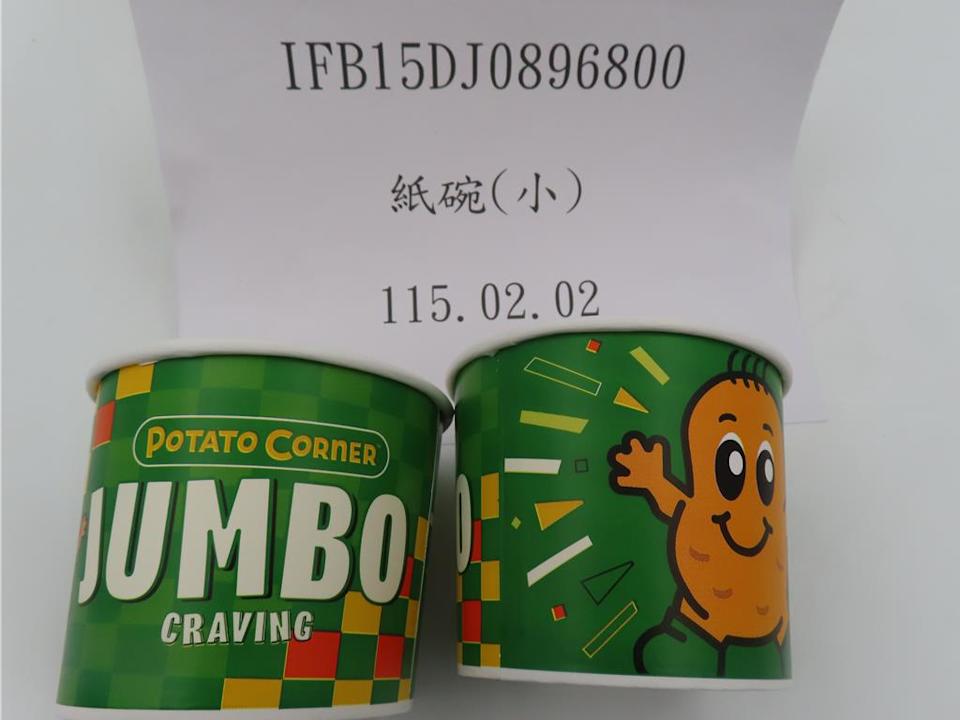 IFB15DJ0896800
紙碗(小)
115.02.02
POTATO CORNER
JUMBO
CRAVING
O